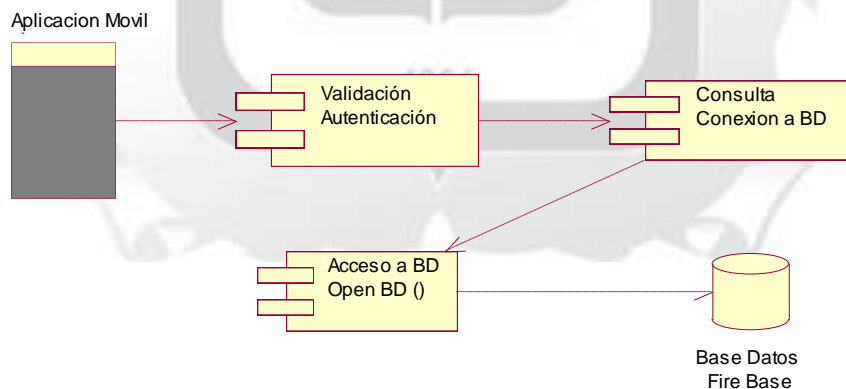 Aplicacion Movil
Validación
Autenticación
Consulta
Conexion a BD
Acceso a BD
Open BD ()
Base Datos
Fire Base